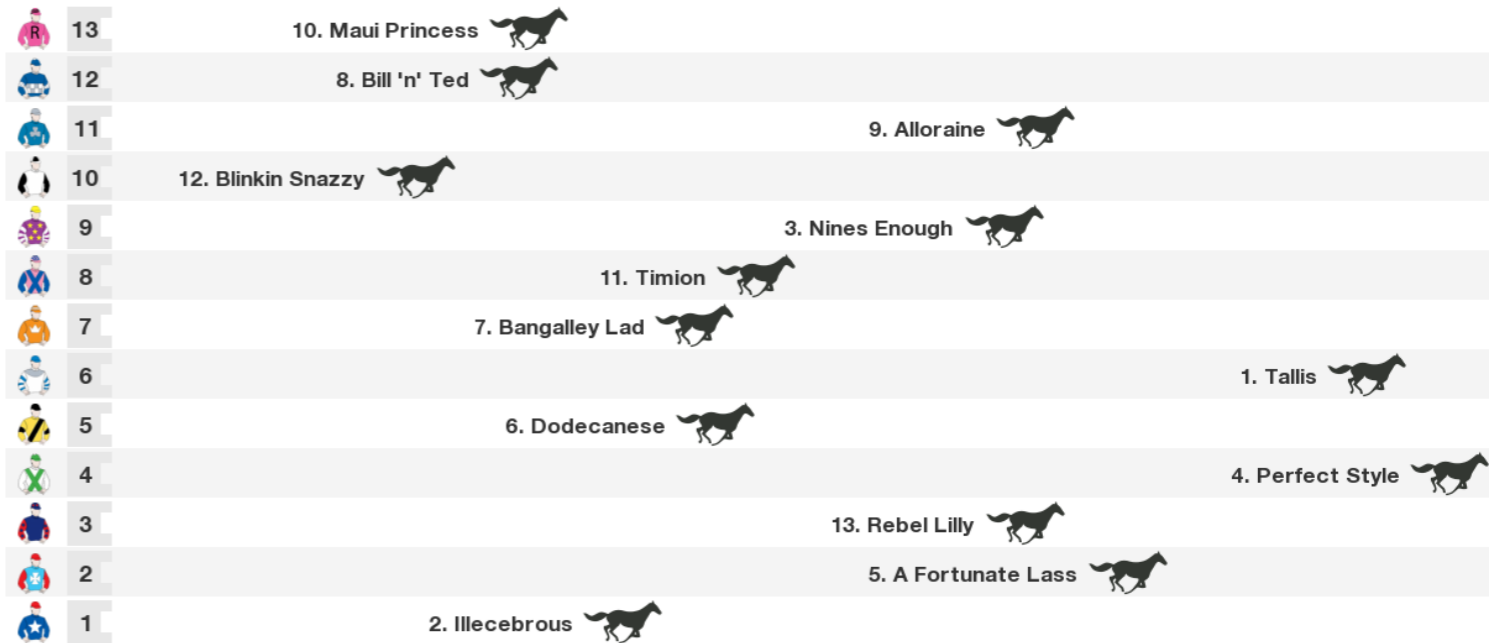 R
13 10. Maui Princess
12 8. Bill 'n' Ted
11 9. Alloraine
10 12. Blinkin Snazzy
9 3. Nines Enough
8 11. Timion
7 7. Bangalley Lad
6 1. Tallis
5 6. Dodecanese
4 4. Perfect Style
3 13. Rebel Lilly
2 5. A Fortunate Lass
1 2. Illecebrous